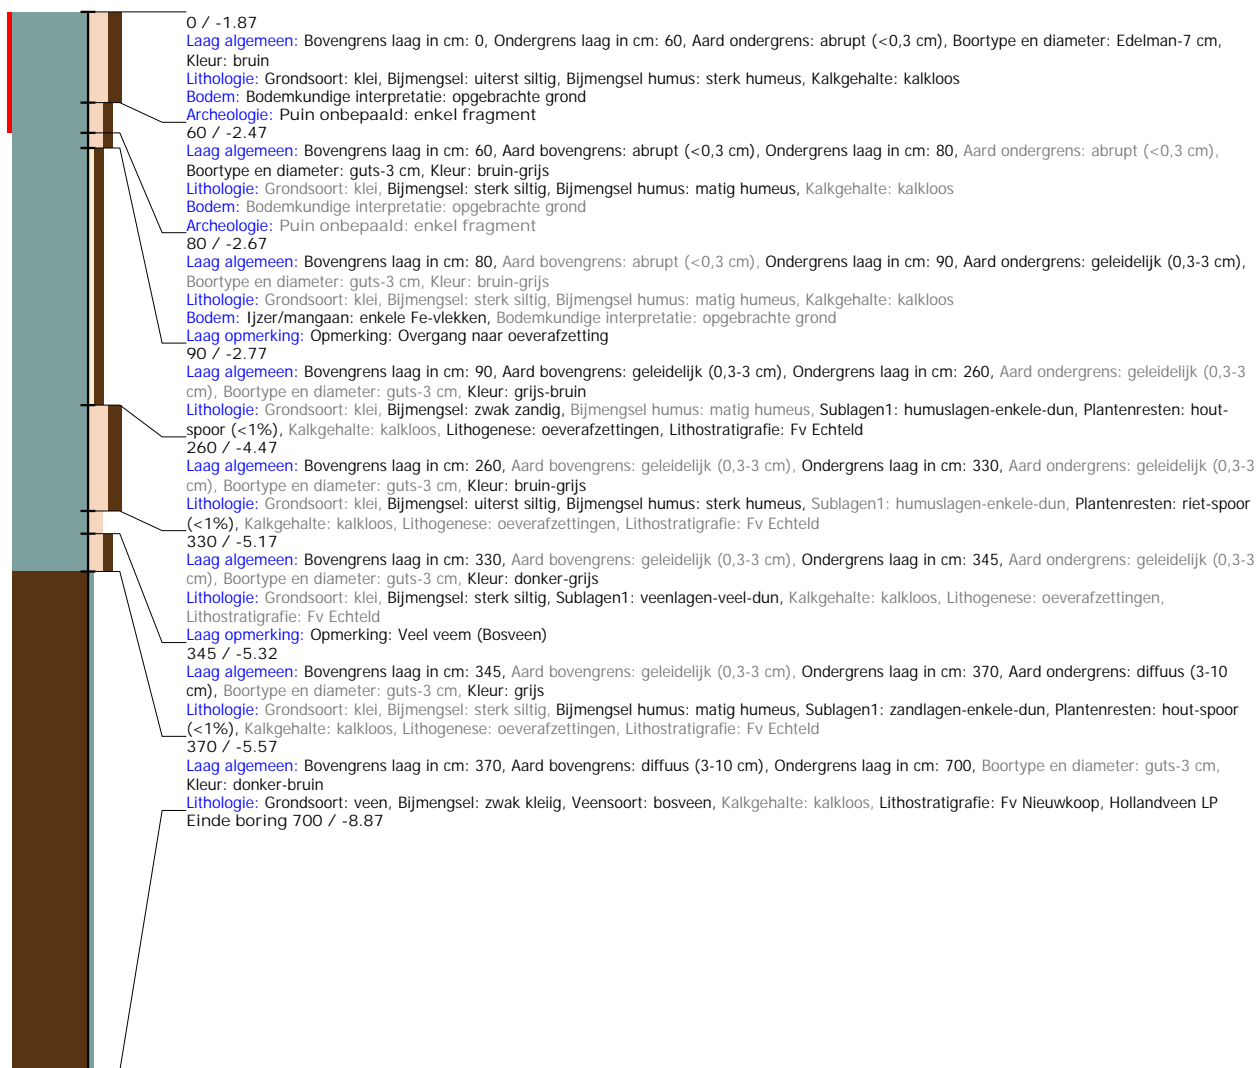 0 / -1.87
Laag algemeen: Bovengrens laag in cm: 0, Ondergrens laag in cm: 60, Aard ondergrens: abrupt (<0,3 cm), Boortype en diameter: Edelman-7 cm,
Kleur: bruin
Lithologie: Grondsoort: klei, Bijmengsel: uiterst siltig, Bijmengsel humus: sterk humeus, Kalkgehalte: kalkloos
Bodem: Bodemkundige interpretatie: opgebrachte grond
Archeologie: Puin onbepaald: enkel fragment
60 / -2.47
Laag algemeen: Bovengrens laag in cm: 60, Aard bovengrens: abrupt (<0,3 cm), Ondergrens laag in cm: 80, Aard ondergrens: abrupt (<0,3 cm),
Boortype en diameter: guts-3 cm, Kleur: bruin-grijs
Lithologie: Grondsoort: klei, Bijmengsel: sterk siltig, Bijmengsel humus: matig humeus, Kalkgehalte: kalkloos
Bodem: Bodemkundige interpretatie: opgebrachte grond
Archeologie: Puin onbepaald: enkel fragment
80 / -2.67
Laag algemeen: Bovengrens laag in cm: 80, Aard bovengrens: abrupt (<0,3 cm), Ondergrens laag in cm: 90, Aard ondergrens: geleidelijk (0,3-3 cm),
Boortype en diameter: guts-3 cm, Kleur: bruin-grijs
Lithologie: Grondsoort: klei, Bijmengsel: sterk siltig, Bijmengsel humus: matig humeus, Kalkgehalte: kalkloos
Bodem: Ijzer/mangaan: enkele Fe-vlekken, Bodemkundige interpretatie: opgebrachte grond
Laag opmerking: Opmerking: Overgang naar oeverafzetting
90 / -2.77
Laag algemeen: Bovengrens laag in cm: 90, Aard bovengrens: geleidelijk (0,3-3 cm), Ondergrens laag in cm: 260, Aard ondergrens: geleidelijk (0,3-3
cm), Boortype en diameter: guts-3 cm, Kleur: grijs-bruin
Lithologie: Grondsoort: klei, Bijmengsel: zwak zandig, Bijmengsel humus: matig humeus, Sublagen1: humuslagen-enkele-dun, Plantenresten: hout-
spoor (<1%), Kalkgehalte: kalkloos, Lithogenese: oeverafzettingen, Lithostratigrafie: Fv Echteld
260 / -4.47
Laag algemeen: Bovengrens laag in cm: 260, Aard bovengrens: geleidelijk (0,3-3 cm), Ondergrens laag in cm: 330, Aard ondergrens: geleidelijk (0,3-3
cm), Boortype en diameter: guts-3 cm, Kleur: bruin-grijs
Lithologie: Grondsoort: klei, Bijmengsel: uiterst siltig, Bijmengsel humus: sterk humeus, Sublagen1: humuslagen-enkele-dun, Plantenresten: riet-spoor
(<1%), Kalkgehalte: kalkloos, Lithogenese: oeverafzettingen, Lithostratigrafie: Fv Echteld
330 / -5.17
Laag algemeen: Bovengrens laag in cm: 330, Aard bovengrens: geleidelijk (0,3-3 cm), Ondergrens laag in cm: 345, Aard ondergrens: geleidelijk (0,3-3
cm), Boortype en diameter: guts-3 cm, Kleur: donker-grijs
Lithologie: Grondsoort: klei, Bijmengsel: sterk siltig, Sublagen1: veenlagen-veel-dun, Kalkgehalte: kalkloos, Lithogenese: oeverafzettingen,
Lithostratigrafie: Fv Echteld
Laag opmerking: Opmerking: Veel veem (Bosveen)
345 / -5.32
Laag algemeen: Bovengrens laag in cm: 345, Aard bovengrens: geleidelijk (0,3-3 cm), Ondergrens laag in cm: 370, Aard ondergrens: diffuus (3-10
cm), Boortype en diameter: guts-3 cm, Kleur: grijs
Lithologie: Grondsoort: klei, Bijmengsel: sterk siltig, Bijmengsel humus: matig humeus, Sublagen1: zandlagen-enkele-dun, Plantenresten: hout-spoor
(<1%), Kalkgehalte: kalkloos, Lithogenese: oeverafzettingen, Lithostratigrafie: Fv Echteld
370 / -5.57
Laag algemeen: Bovengrens laag in cm: 370, Aard bovengrens: diffuus (3-10 cm), Ondergrens laag in cm: 700, Boortype en diameter: guts-3 cm,
Kleur: donker-bruin
Lithologie: Grondsoort: veen, Bijmengsel: zwak kleiig, Veensoort: bosveen, Kalkgehalte: kalkloos, Lithostratigrafie: Fv Nieuwkoop, Hollandveen LP
Einde boring 700 / -8.87